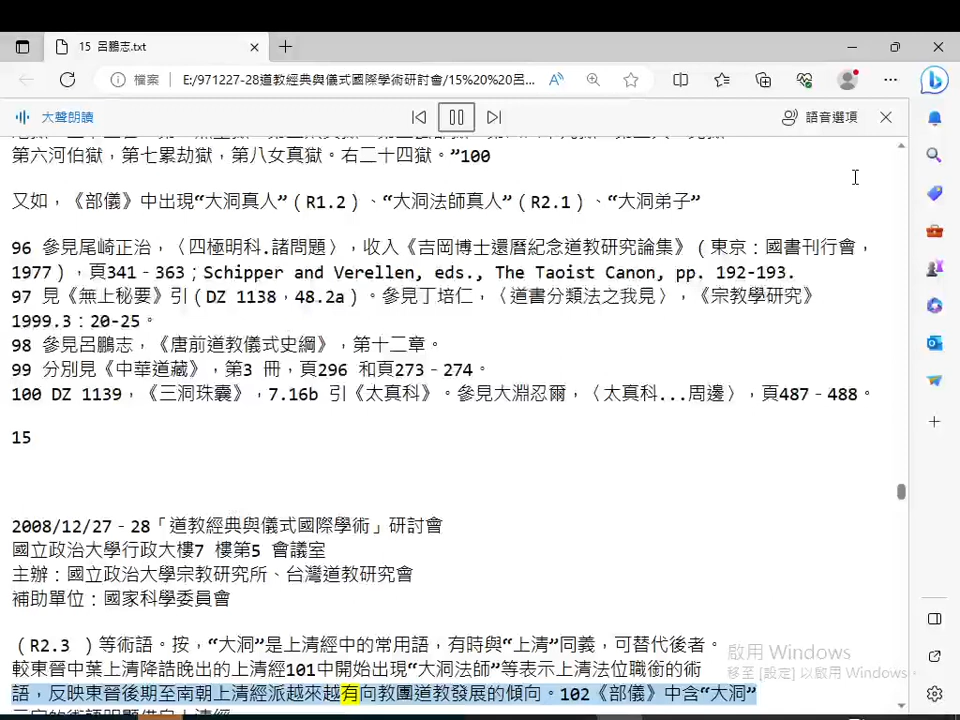 15 呂鵬志.txt
檔案
E:/971227-28道教經典與儀式國際學術研討會/15%20%20呂...
大聲朗讀
語音選項
第六河伯獄，第七累劫獄，第八女真獄。右二十四獄。”100
又如，《部儀》中出現“大洞真人”（R1.2）、“大洞法師真人”（R2.1）、“大洞弟子”
96 參見尾崎正治，〈四極明科．諸問題〉，收入《吉岡博士還曆紀念道教研究論集》（東京：國書刊行會，
1977），頁341－363；Schipper and Verellen, eds., The Taoist Canon, pp. 192-193.
97 見《無上秘要》引（DZ 1138，48.2a）。參見丁培仁，〈道書分類法之我見〉，《宗教學研究》
1999.3：20-25。
98 參見呂鵬志，《唐前道教儀式史綱》，第十二章。
99 分別見《中華道藏》，第3 冊，頁296 和頁273－274。
100 DZ 1139，《三洞珠囊》，7.16b 引《太真科》。參見大淵忍爾，〈太真科...周邊〉，頁487－488。
15
2008/12/27－28「道教經典與儀式國際學術」研討會
國立政治大學行政大樓7 樓第5 會議室
主辦：國立政治大學宗教研究所、台灣道教研究會
補助單位：國家科學委員會
（R2.3 ）等術語。按，“大洞”是上清經中的常用語，有時與“上清”同義，可替代後者。
較東晉中葉上清降誥晚出的上清經101中開始出現“大洞法師”等表示上清法位職銜的術
語，反映東晉後期至南朝上清經派越來越有向教團道教發展的傾向。102《部儀》中含“大洞”
啟用 Windows
移至 [設定] 以啟用 Windows。